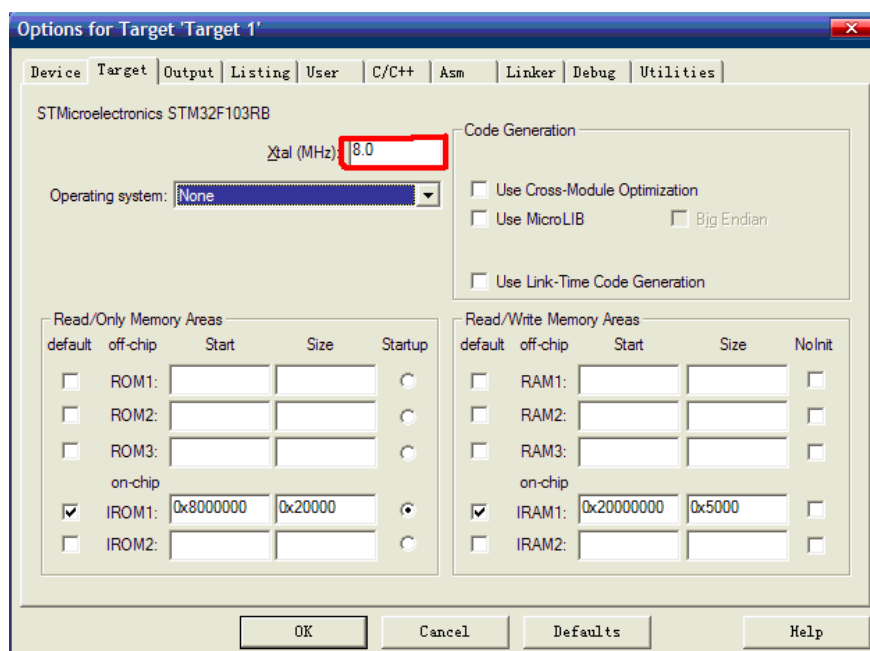 Options for Target 'Target 1'
Device Target Output Listing User C/C++ Asm Linker Debug Utilities
STMicroelectronics STM32F103RB
Xtal (MHz): 8.0
Operating system: None
Code Generation
Use Cross-Module Optimization
Use MicroLIB Big Endian
Use Link-Time Code Generation
Read/Only Memory Areas
default off-chip Start Size Startup
ROM1:
ROM2:
ROM3:
on-chip
IROM1: 0x8000000 0x20000
IROM2:
Read/Write Memory Areas
default off-chip Start Size NoInit
RAM1:
RAM2:
RAM3:
on-chip
IRAM1: 0x20000000 0x5000
IRAM2:
OK Cancel Defaults Help